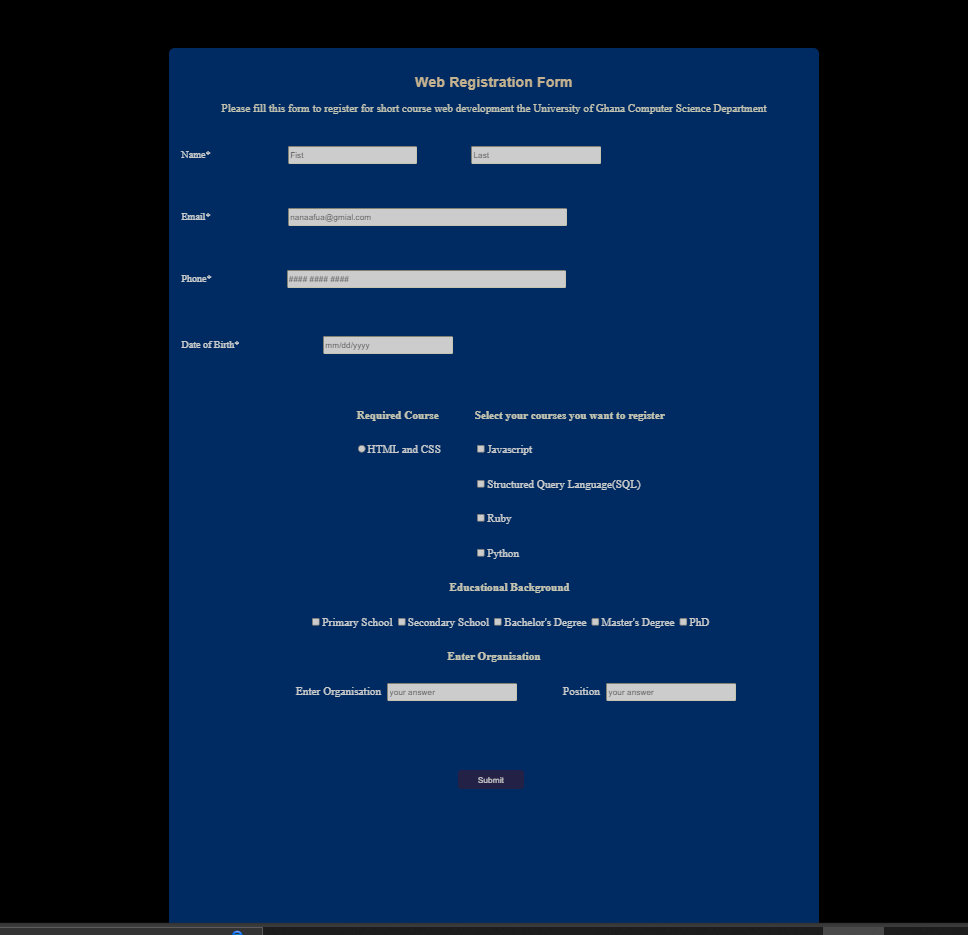 Web Registration Form
Please fill this form to register for short course web development the University of Ghana Computer Science Department
Name* Fist Last
Email* nanaafua@gmial.com
Phone* #### #### ####
Date of Birth* mm/dd/yyyy
Required Course Select your courses you want to register
HTML and CSS Javascript
Structured Query Language(SQL)
Ruby
Python
Educational Background
Primary School Secondary School Bachelor's Degree Master's Degree PhD
Enter Organisation
Enter Organisation your answer Position your answer
Submit